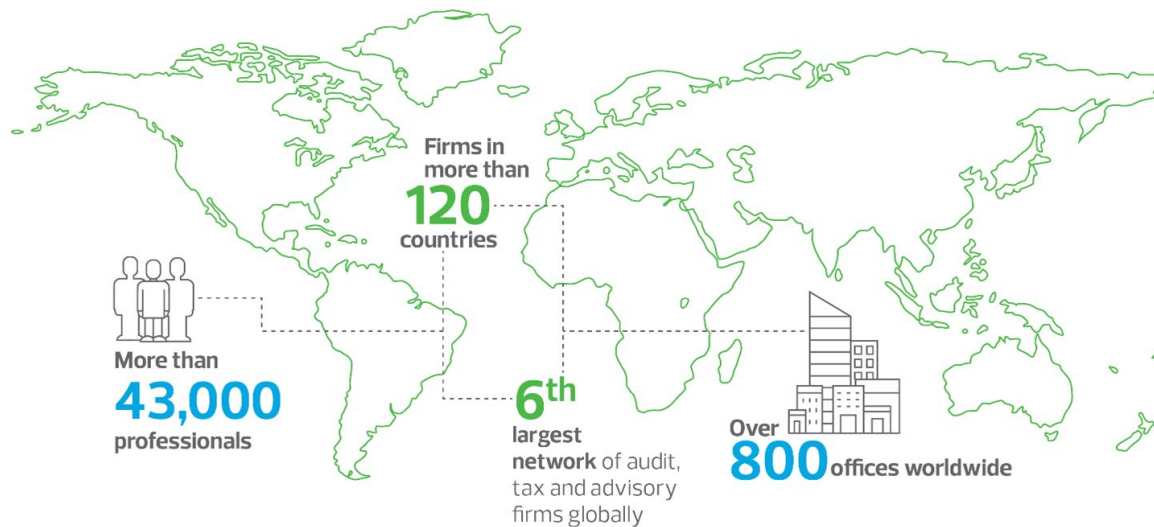 Firms in
more than
120
countries
More than
43,000
professionals
6th
largest
network of audit,
tax and advisory
firms globally
Over
800 offices worldwide